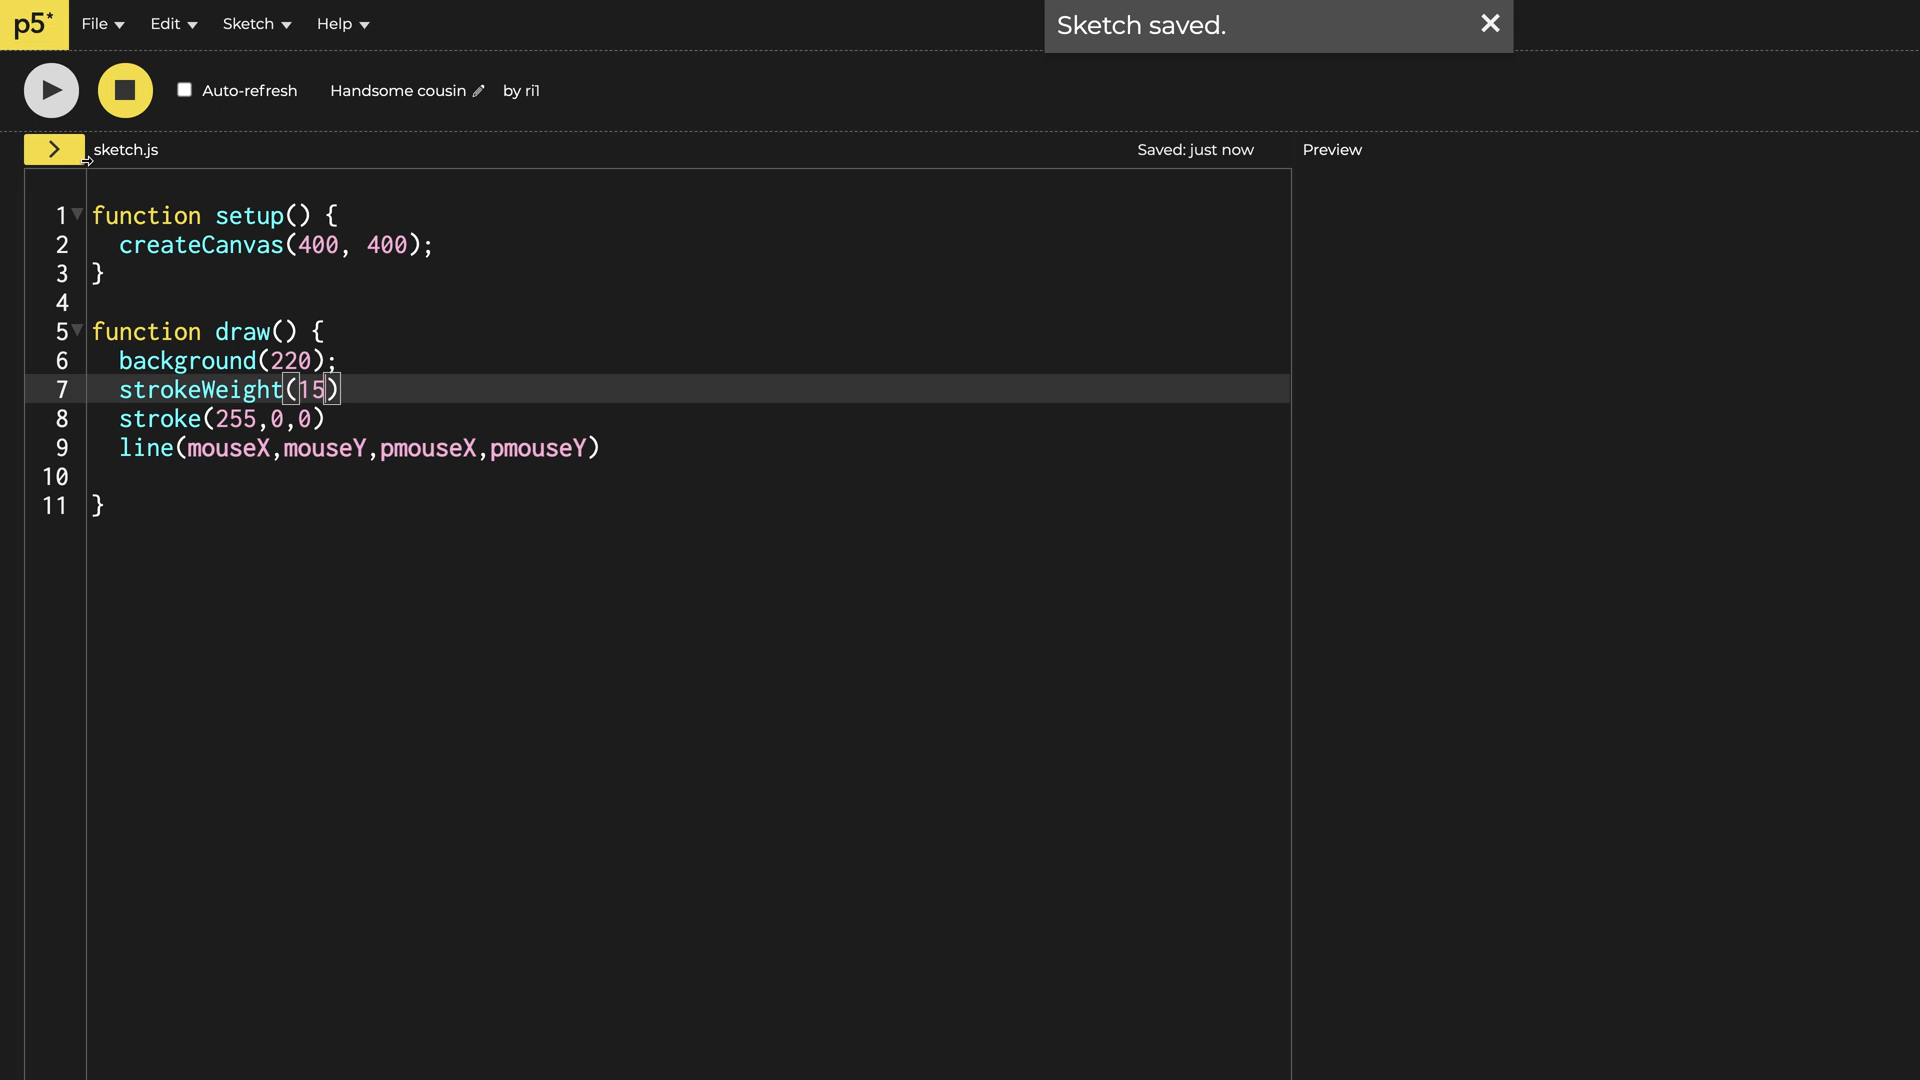 p5* File Edit Sketch Help
Sketch saved.
Auto-refresh Handsome cousin by ri1
sketch.js Saved: just now Preview
1 function setup() {
2 createCanvas(400, 400);
3 }
4
5 function draw() {
6 background(220);
7 strokeWeight(15)
8 stroke(255,0,0)
9 line(mouseX,mouseY,pmouseX,pmouseY)
10
11 }